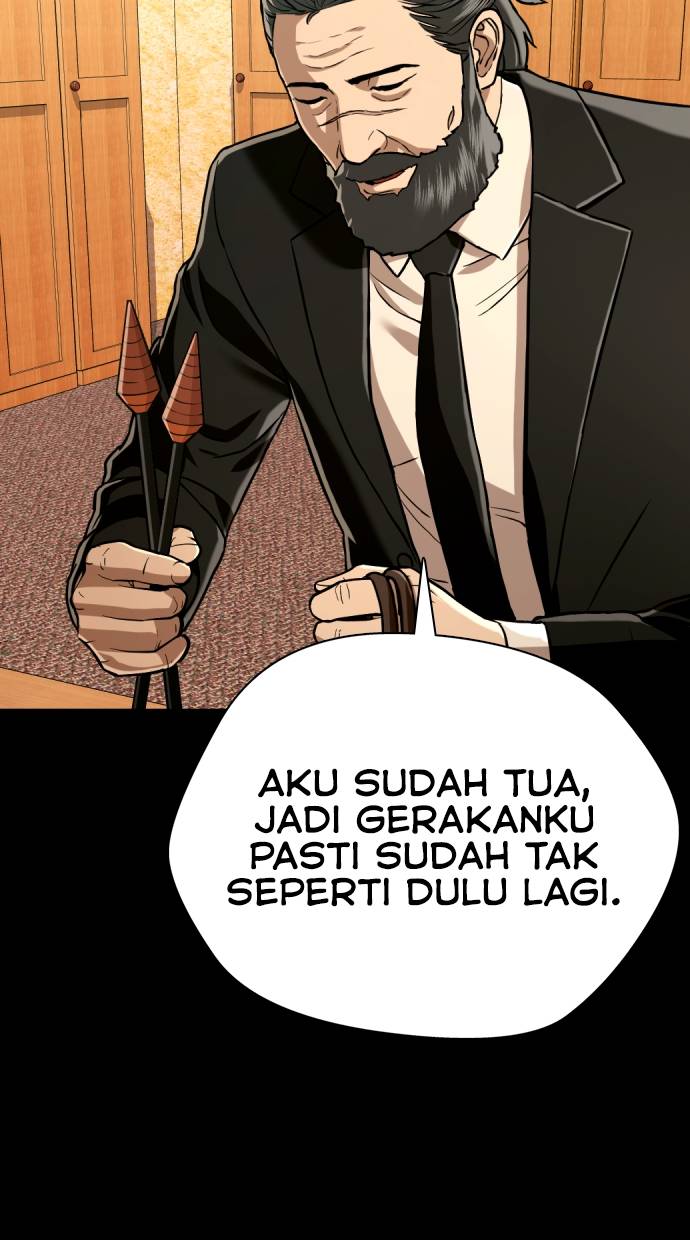 AKU SUDAH TUA,
JADI GERAKANKU
PASTI SUDAH TAK
SEPERTI DULU LAGI.